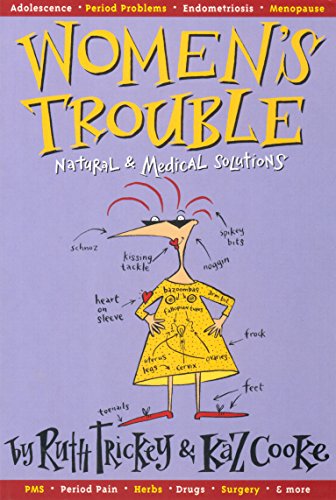 Adolescence • Period Problems • Endometriosis • Menopause
WOMEN'S
TROUBLE
Natural & Medical Solutions
schnoz
kissing
tackle
spikey
bits
noggin
heart
on
sleeve
bazoombas
fallopian tubes
frock
uterus
ovaries
legs
cervix
feet
toenails
by Ruth Trickey & Kaz Cooke
PMS • Period Pain • Herbs • Drugs • Surgery • & more